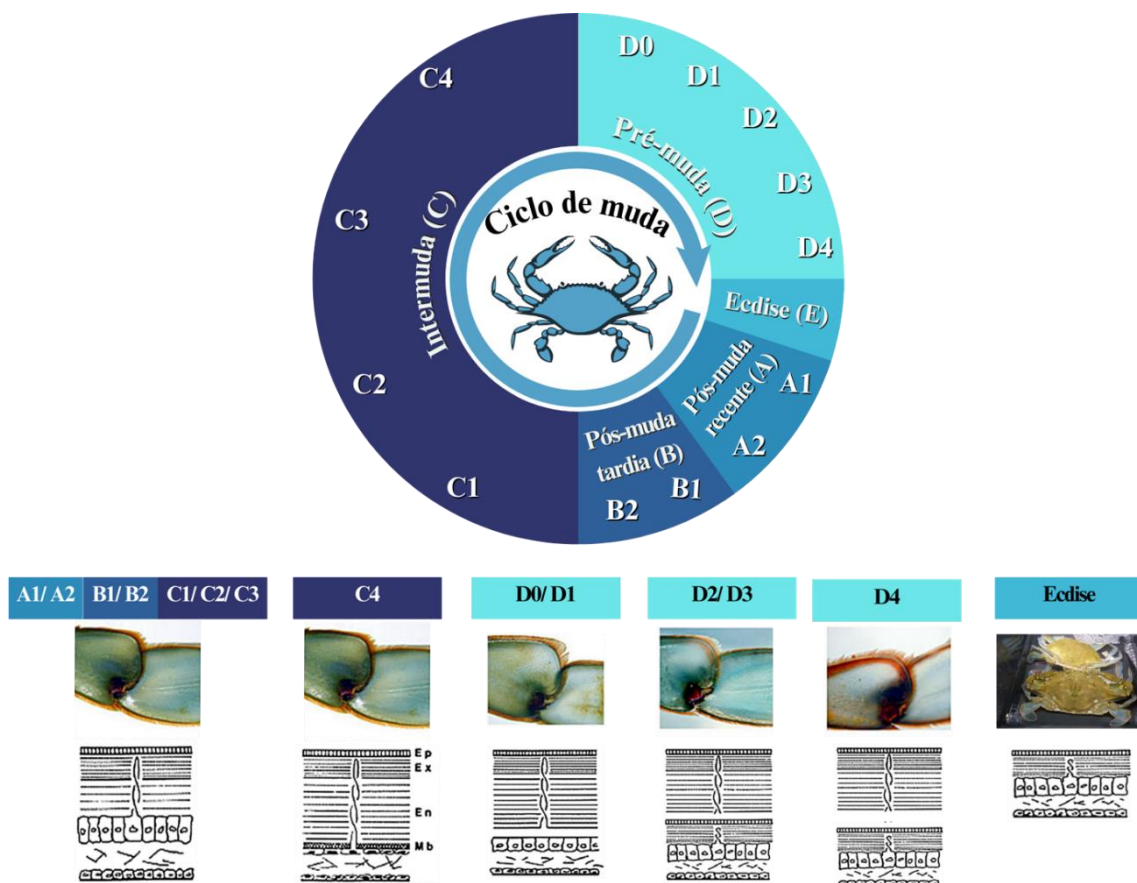 D0
D1
D2
D3
D4
Pré-muda (D)
C4
C3
C2
C1
Intermuda (C)
Ciclo de muda
Ecdise (E)
Pós-muda
recente (A)
A1
A2
Pós-muda
tardia (B)
B1
B2
A1/ A2
B1/ B2
C1/ C2/ C3
C4
D0/ D1
D2/ D3
D4
Ecdise
Ep
Ex
En
Mb